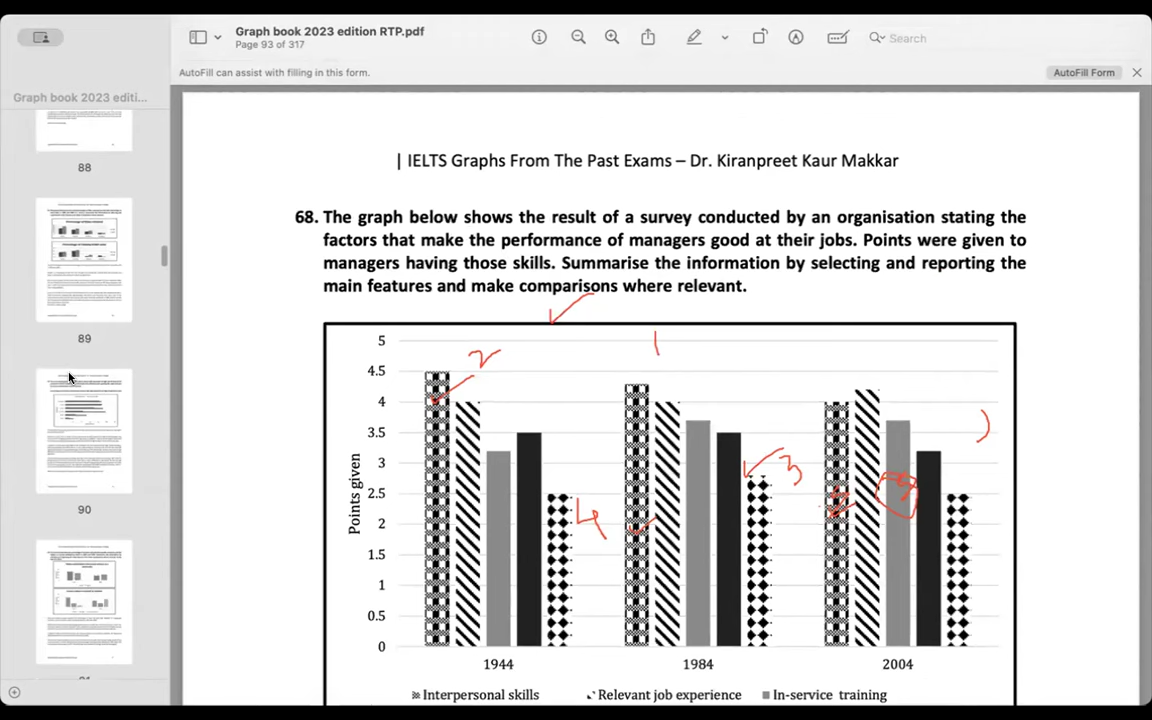 Graph book 2023 edition RTP.pdf
Page 93 of 317
Search
AutoFill can assist with filling in this form.
AutoFill Form
Graph book 2023 editi...
88
89
90
| IELTS Graphs From The Past Exams – Dr. Kiranpreet Kaur Makkar
68. The graph below shows the result of a survey conducted by an organisation stating the
factors that make the performance of managers good at their jobs. Points were given to
managers having those skills. Summarise the information by selecting and reporting the
main features and make comparisons where relevant.
5
4.5
4
3.5
3
2.5
2
1.5
1
0.5
0
Points given
2
1
3
4
1944
1984
2004
Interpersonal skills
Relevant job experience
In-service training